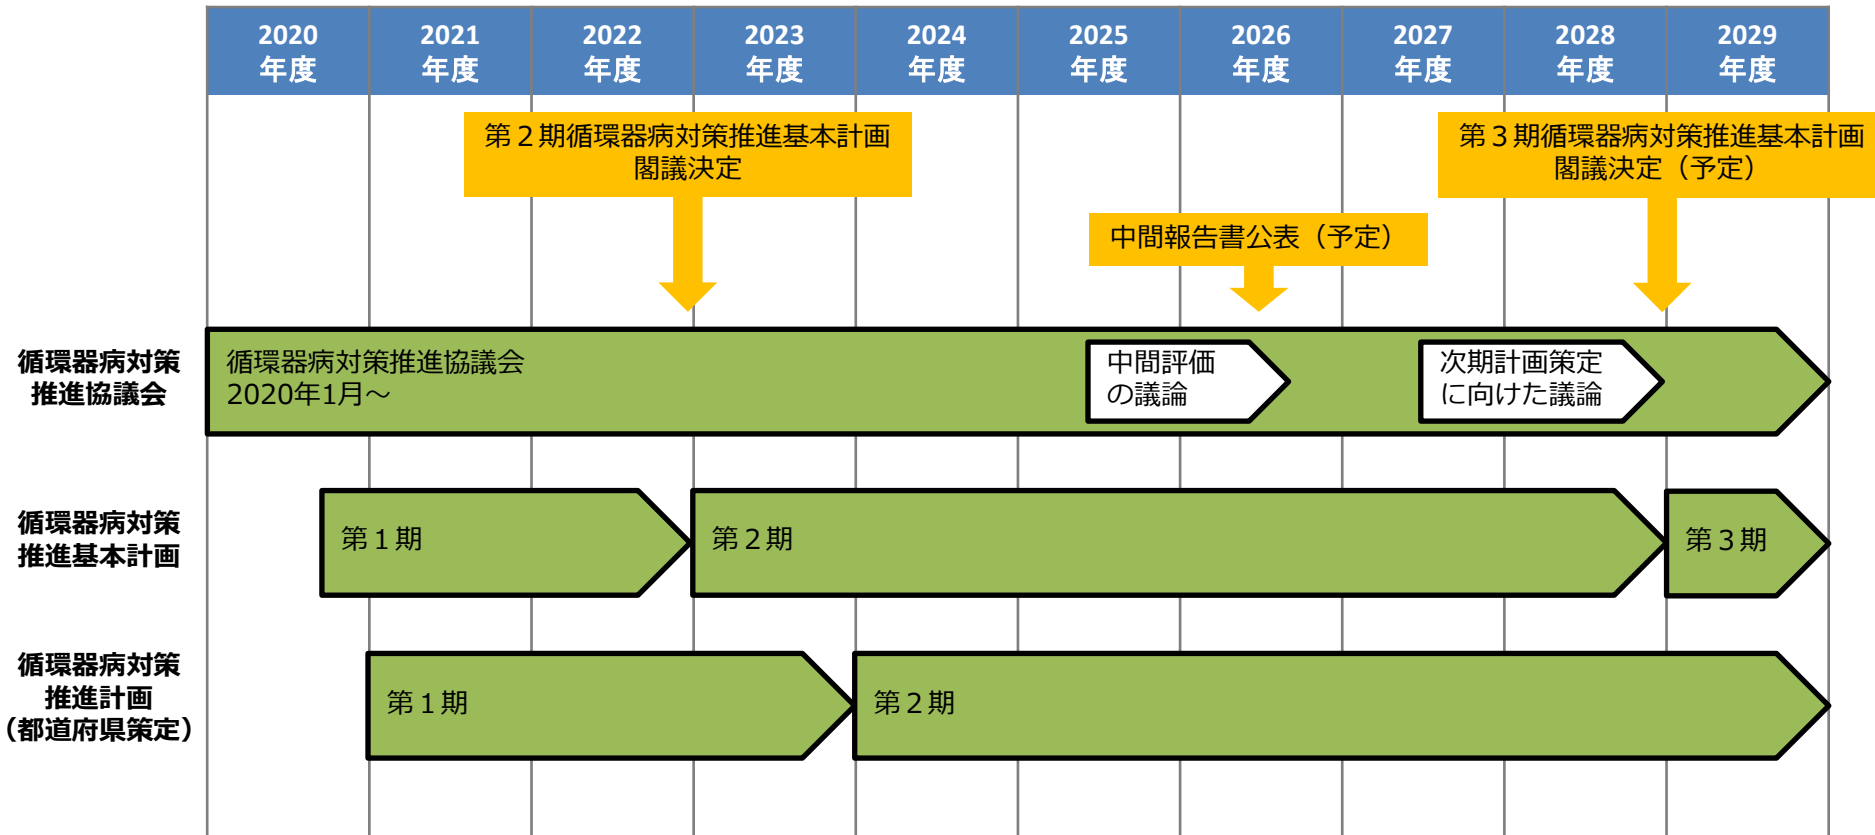 2020
年度
2021
年度
2022
年度
2023
年度
2024
年度
2025
年度
2026
年度
2027
年度
2028
年度
2029
年度
第２期循環器病対策推進基本計画
閣議決定
第３期循環器病対策推進基本計画
閣議決定（予定）
中間報告書公表（予定）
循環器病対策
推進協議会
循環器病対策推進協議会
2020年1月～
中間評価
の議論
次期計画策定
に向けた議論
循環器病対策
推進基本計画
第１期
第２期
第３期
循環器病対策
推進計画
（都道府県策定）
第１期
第２期